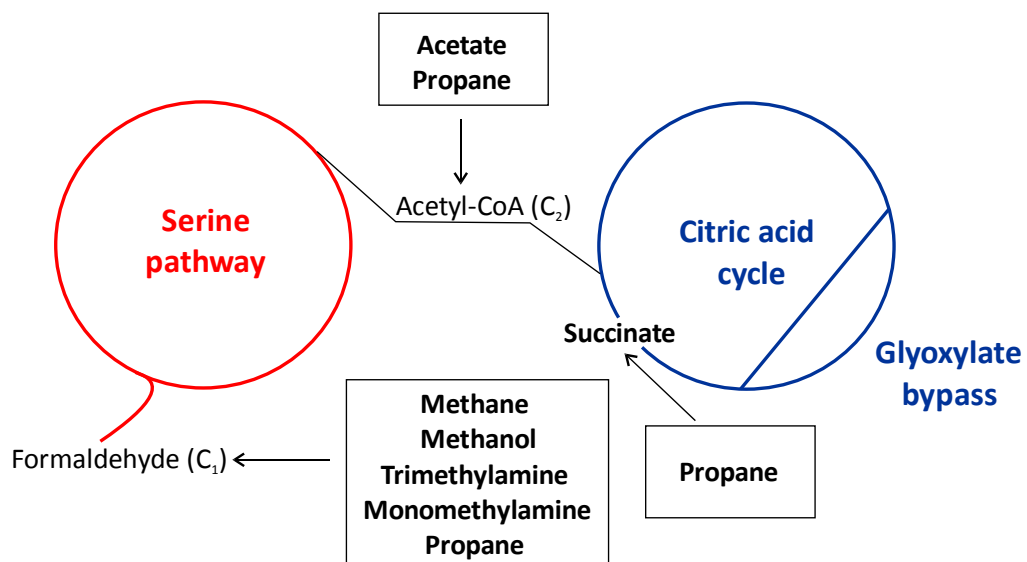 Acetate
Propane
Acetyl-CoA (C₂)
Serine
pathway
Citric acid
cycle
Succinate
Glyoxylate
bypass
Methane
Methanol
Trimethylamine
Monomethylamine
Propane
Formaldehyde (C₁)
Propane